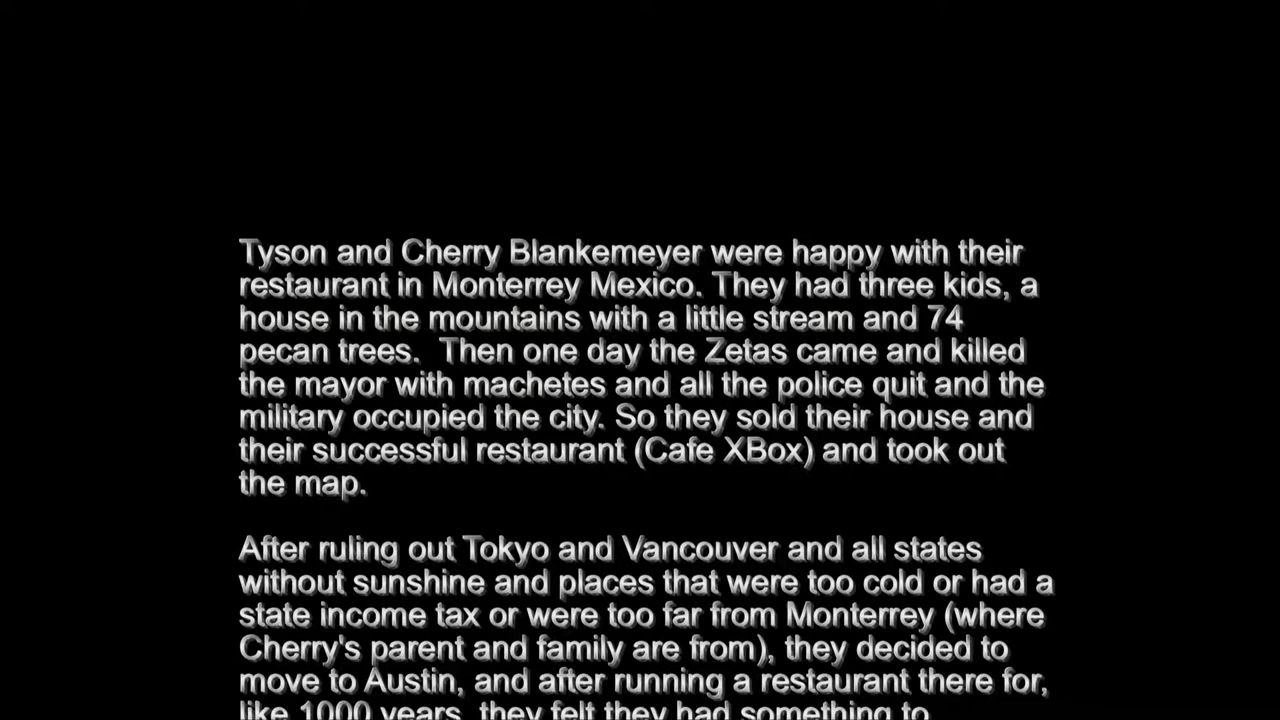 Tyson and Cherry Blankemeyer were happy with their
restaurant in Monterrey Mexico. They had three kids, a
house in the mountains with a little stream and 74
pecan trees.  Then one day the Zetas came and killed
the mayor with machetes and all the police quit and the
military occupied the city. So they sold their house and
their successful restaurant (Cafe XBox) and took out
the map.

After ruling out Tokyo and Vancouver and all states
without sunshine and places that were too cold or had a
state income tax or were too far from Monterrey (where
Cherry's parent and family are from), they decided to
move to Austin, and after running a restaurant there for,
like 1000 years, they felt they had something to